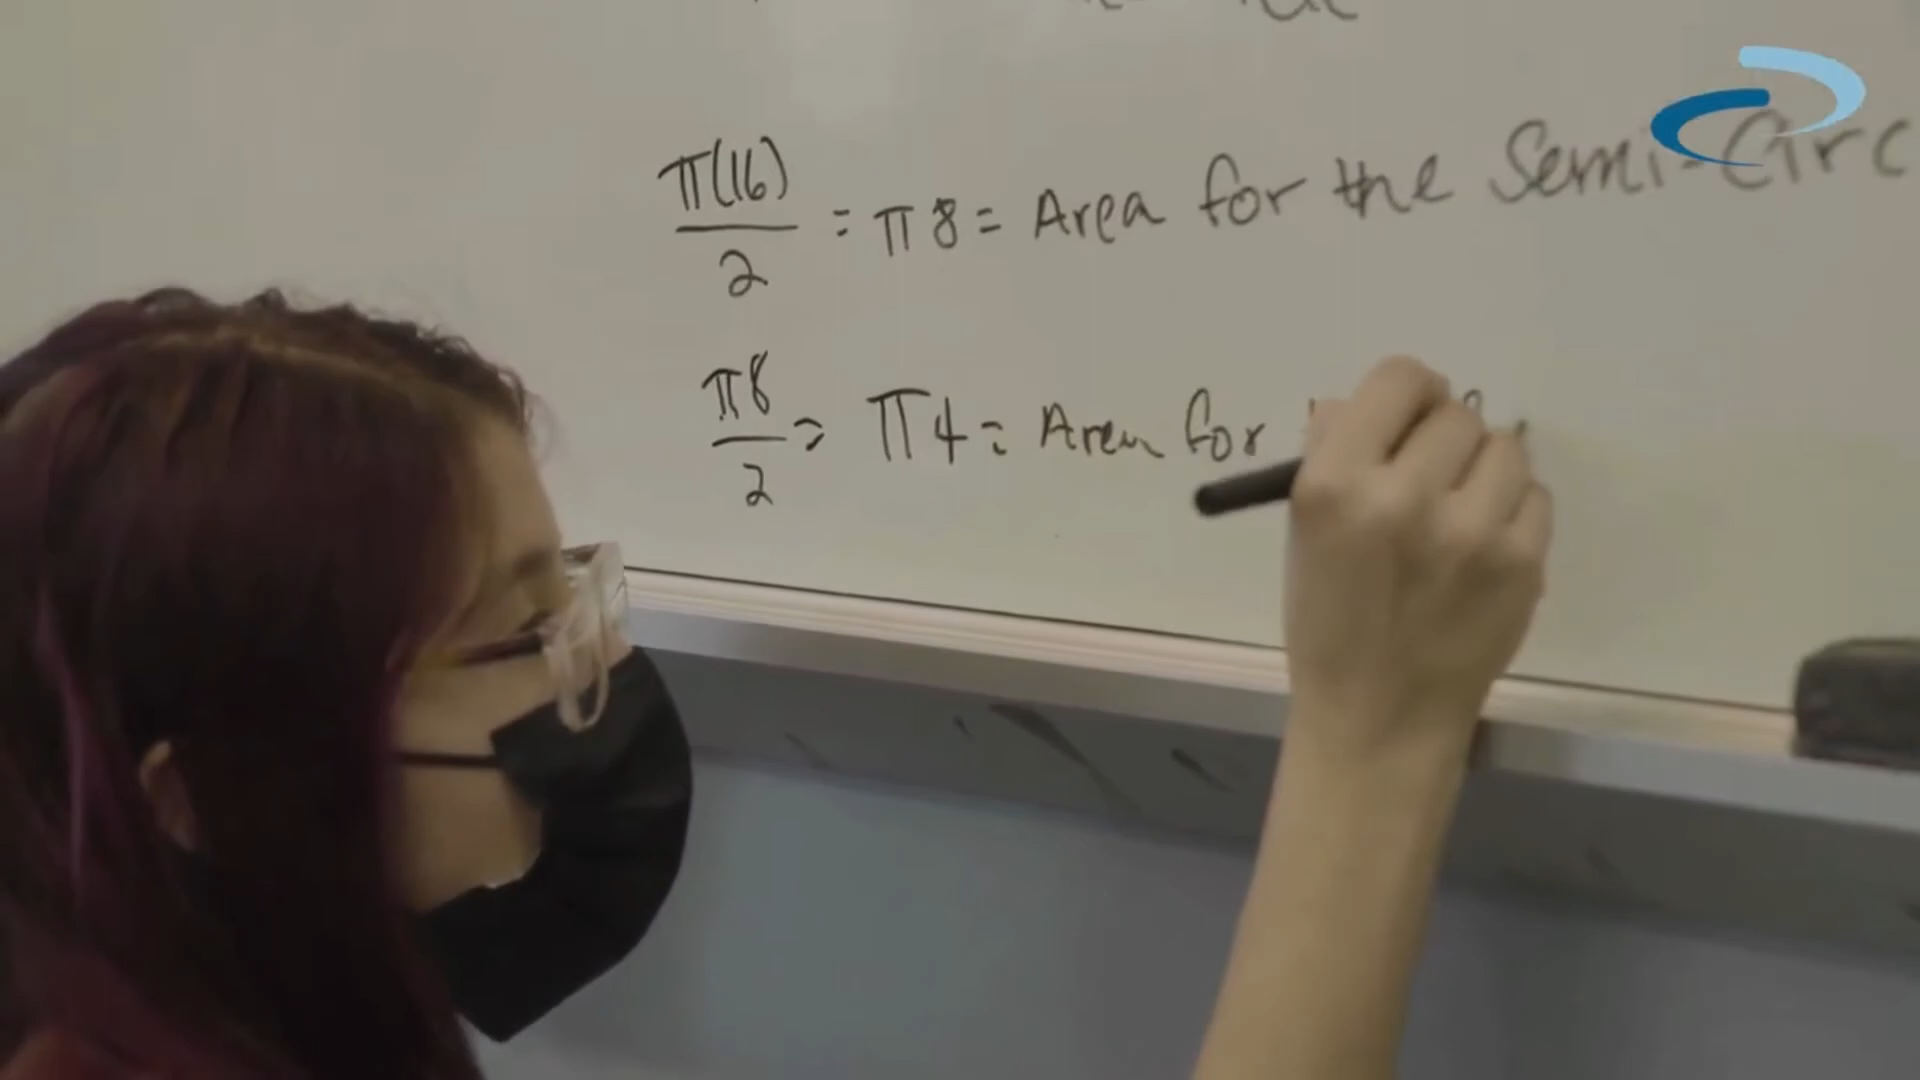 π(16)/2 = π8 = Area for the Semi-Circ
π8/2 = π4 = Area for